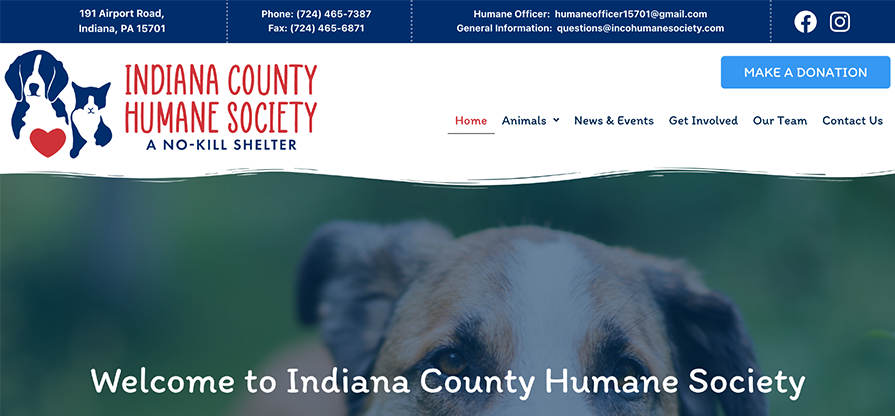 191 Airport Road,
Indiana, PA 15701
Phone: (724) 465-7387
Fax: (724) 465-6871
Humane Officer: humaneofficer15701@gmail.com
General Information: questions@incohumanesociety.com
INDIANA COUNTY
HUMANE SOCIETY
A NO-KILL SHELTER
MAKE A DONATION
Home Animals News & Events Get Involved Our Team Contact Us
Welcome to Indiana County Humane Society